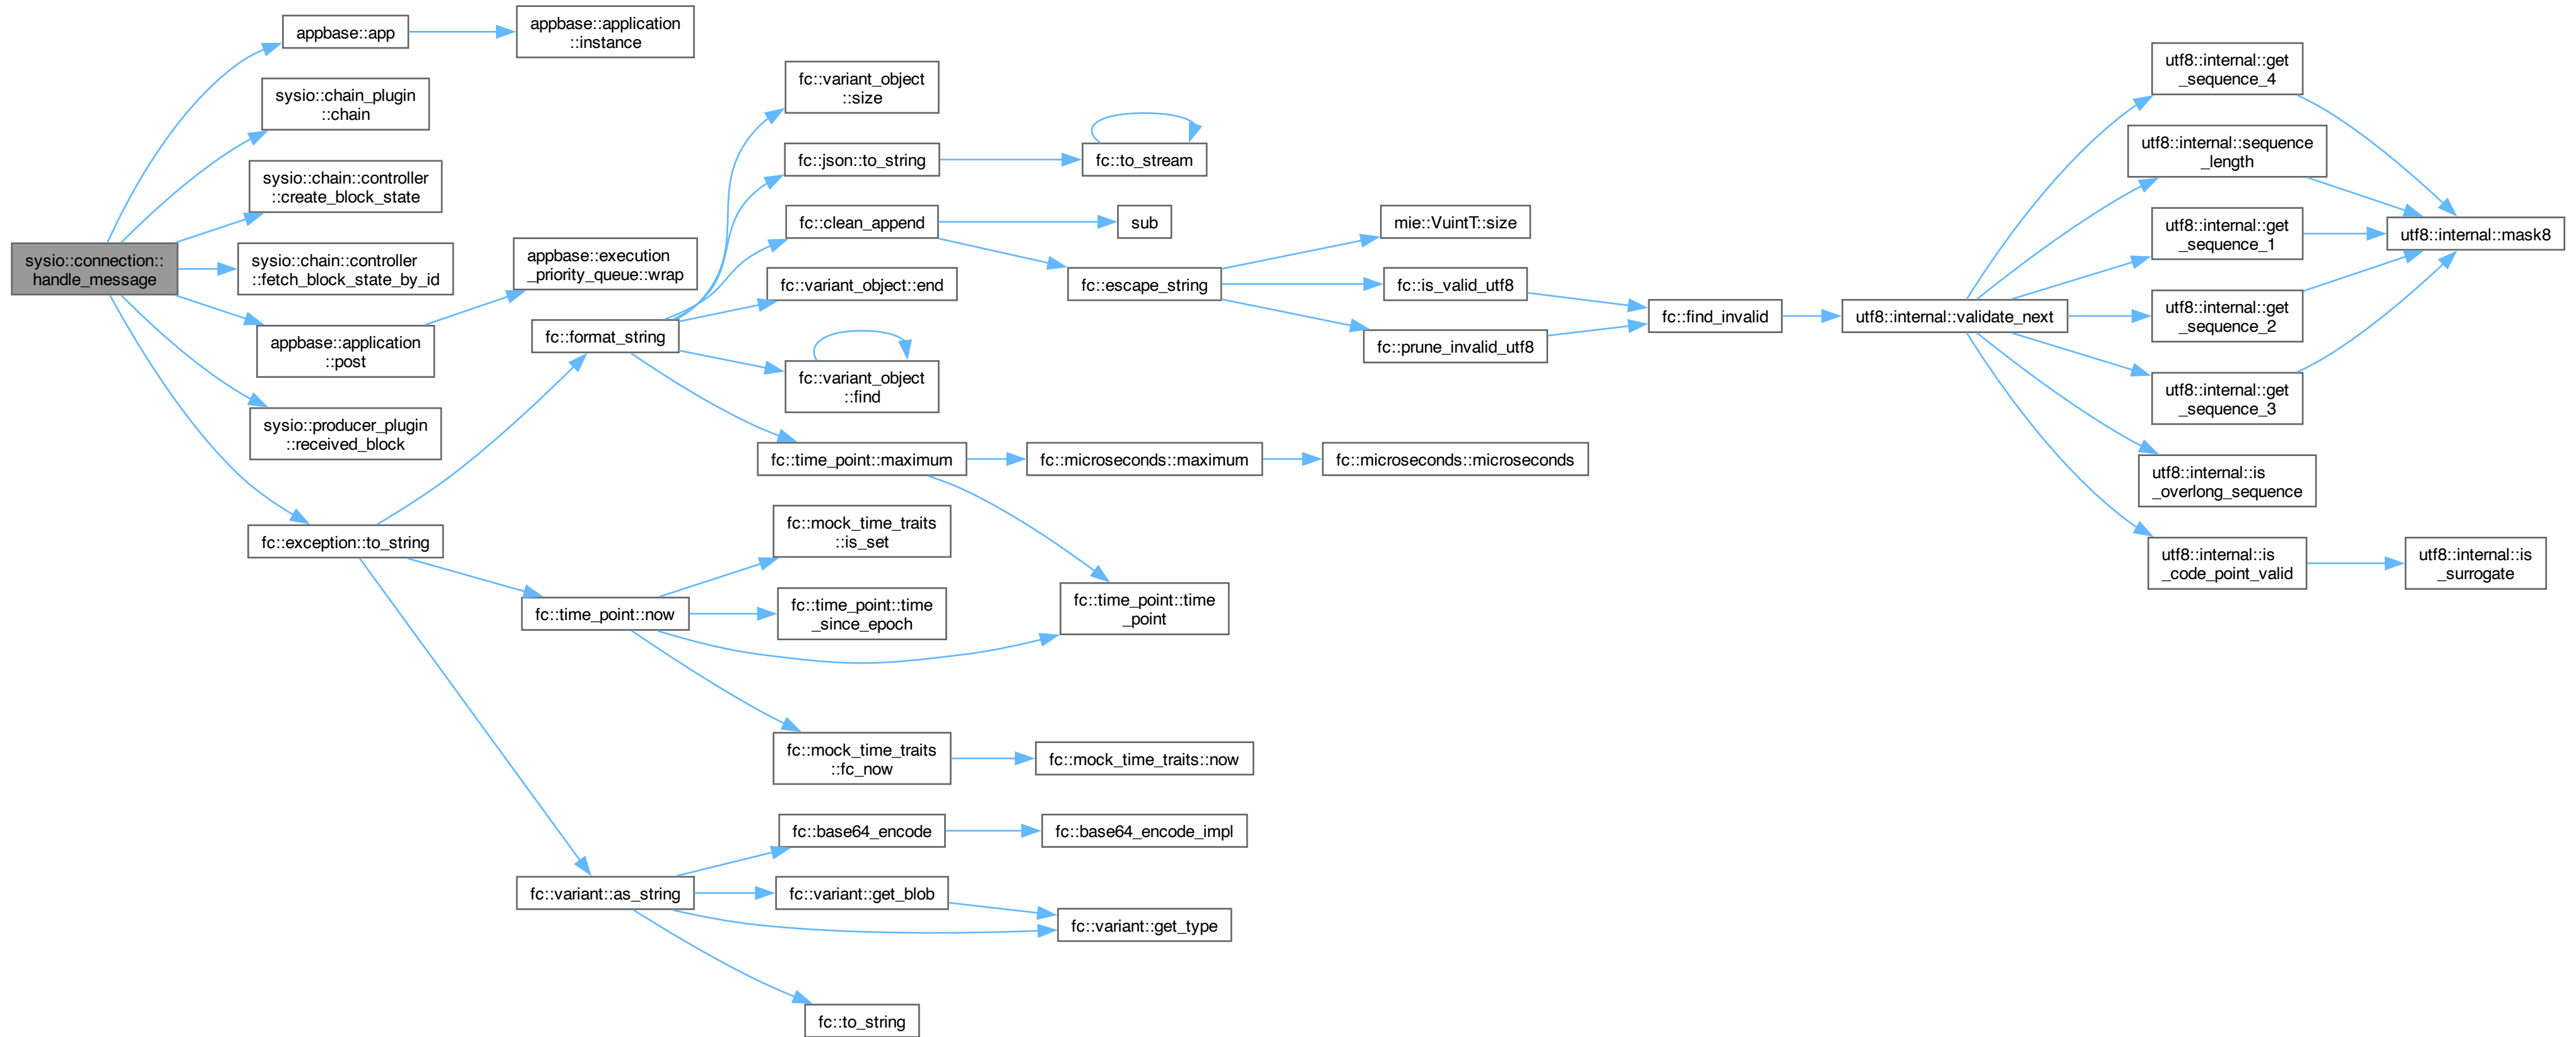 sysio::connection::
handle_message
appbase::app
appbase::application
::instance
sysio::chain_plugin
::chain
sysio::chain::controller
::create_block_state
sysio::chain::controller
::fetch_block_state_by_id
appbase::application
::post
appbase::execution
_priority_queue::wrap
sysio::producer_plugin
::received_block
fc::exception::to_string
fc::format_string
fc::variant_object
::size
fc::json::to_string
fc::to_stream
fc::clean_append
sub
fc::escape_string
mie::VuintT::size
fc::is_valid_utf8
fc::prune_invalid_utf8
fc::find_invalid
utf8::internal::validate_next
utf8::internal::get
_sequence_4
utf8::internal::sequence
_length
utf8::internal::get
_sequence_1
utf8::internal::get
_sequence_2
utf8::internal::get
_sequence_3
utf8::internal::mask8
utf8::internal::is
_overlong_sequence
utf8::internal::is
_code_point_valid
utf8::internal::is
_surrogate
fc::variant_object::end
fc::variant_object
::find
fc::time_point::maximum
fc::microseconds::maximum
fc::microseconds::microseconds
fc::time_point::time
_point
fc::time_point::now
fc::mock_time_traits
::is_set
fc::time_point::time
_since_epoch
fc::mock_time_traits
::fc_now
fc::mock_time_traits::now
fc::variant::as_string
fc::base64_encode
fc::base64_encode_impl
fc::variant::get_blob
fc::variant::get_type
fc::to_string